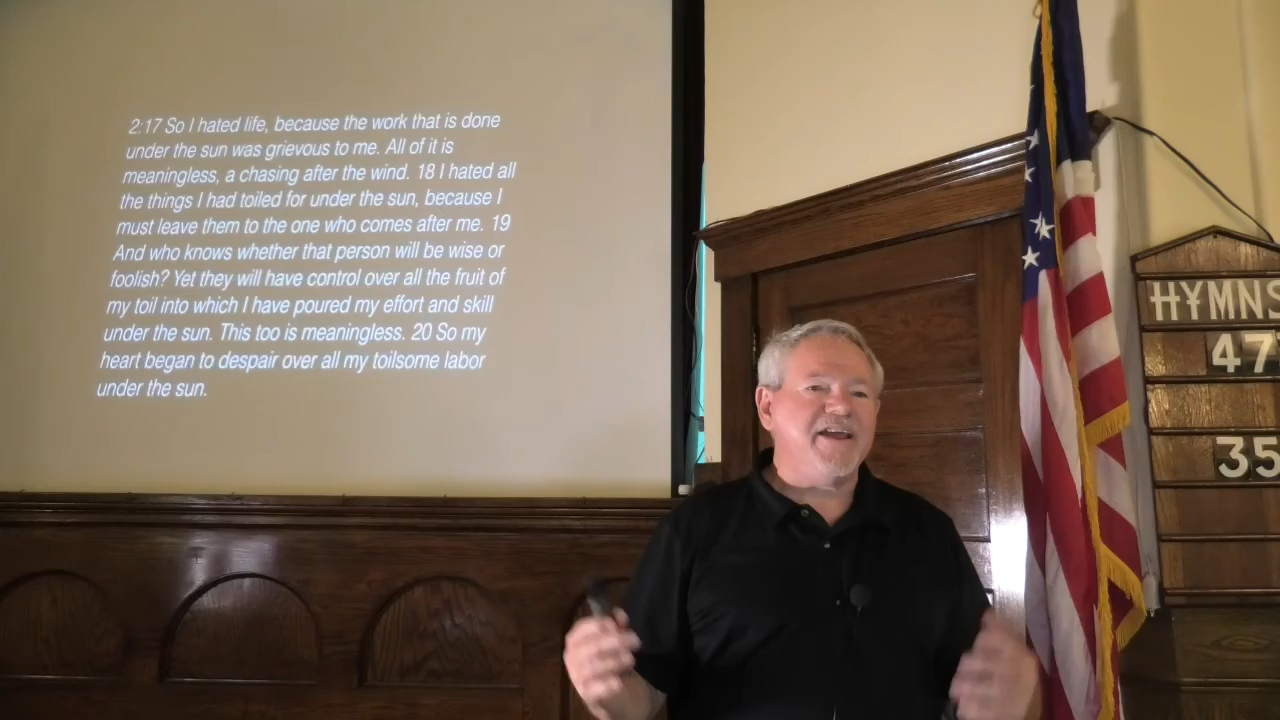 2:17 So I hated life, because the work that is done
under the sun was grievous to me. All of it is
meaningless, a chasing after the wind. 18 I hated all
the things I had toiled for under the sun, because I
must leave them to the one who comes after me. 19
And who knows whether that person will be wise or
foolish? Yet they will have control over all the fruit of
my toil into which I have poured my effort and skill
under the sun. This too is meaningless. 20 So my
heart began to despair over all my toilsome labor
under the sun.
HYMNS
47
35